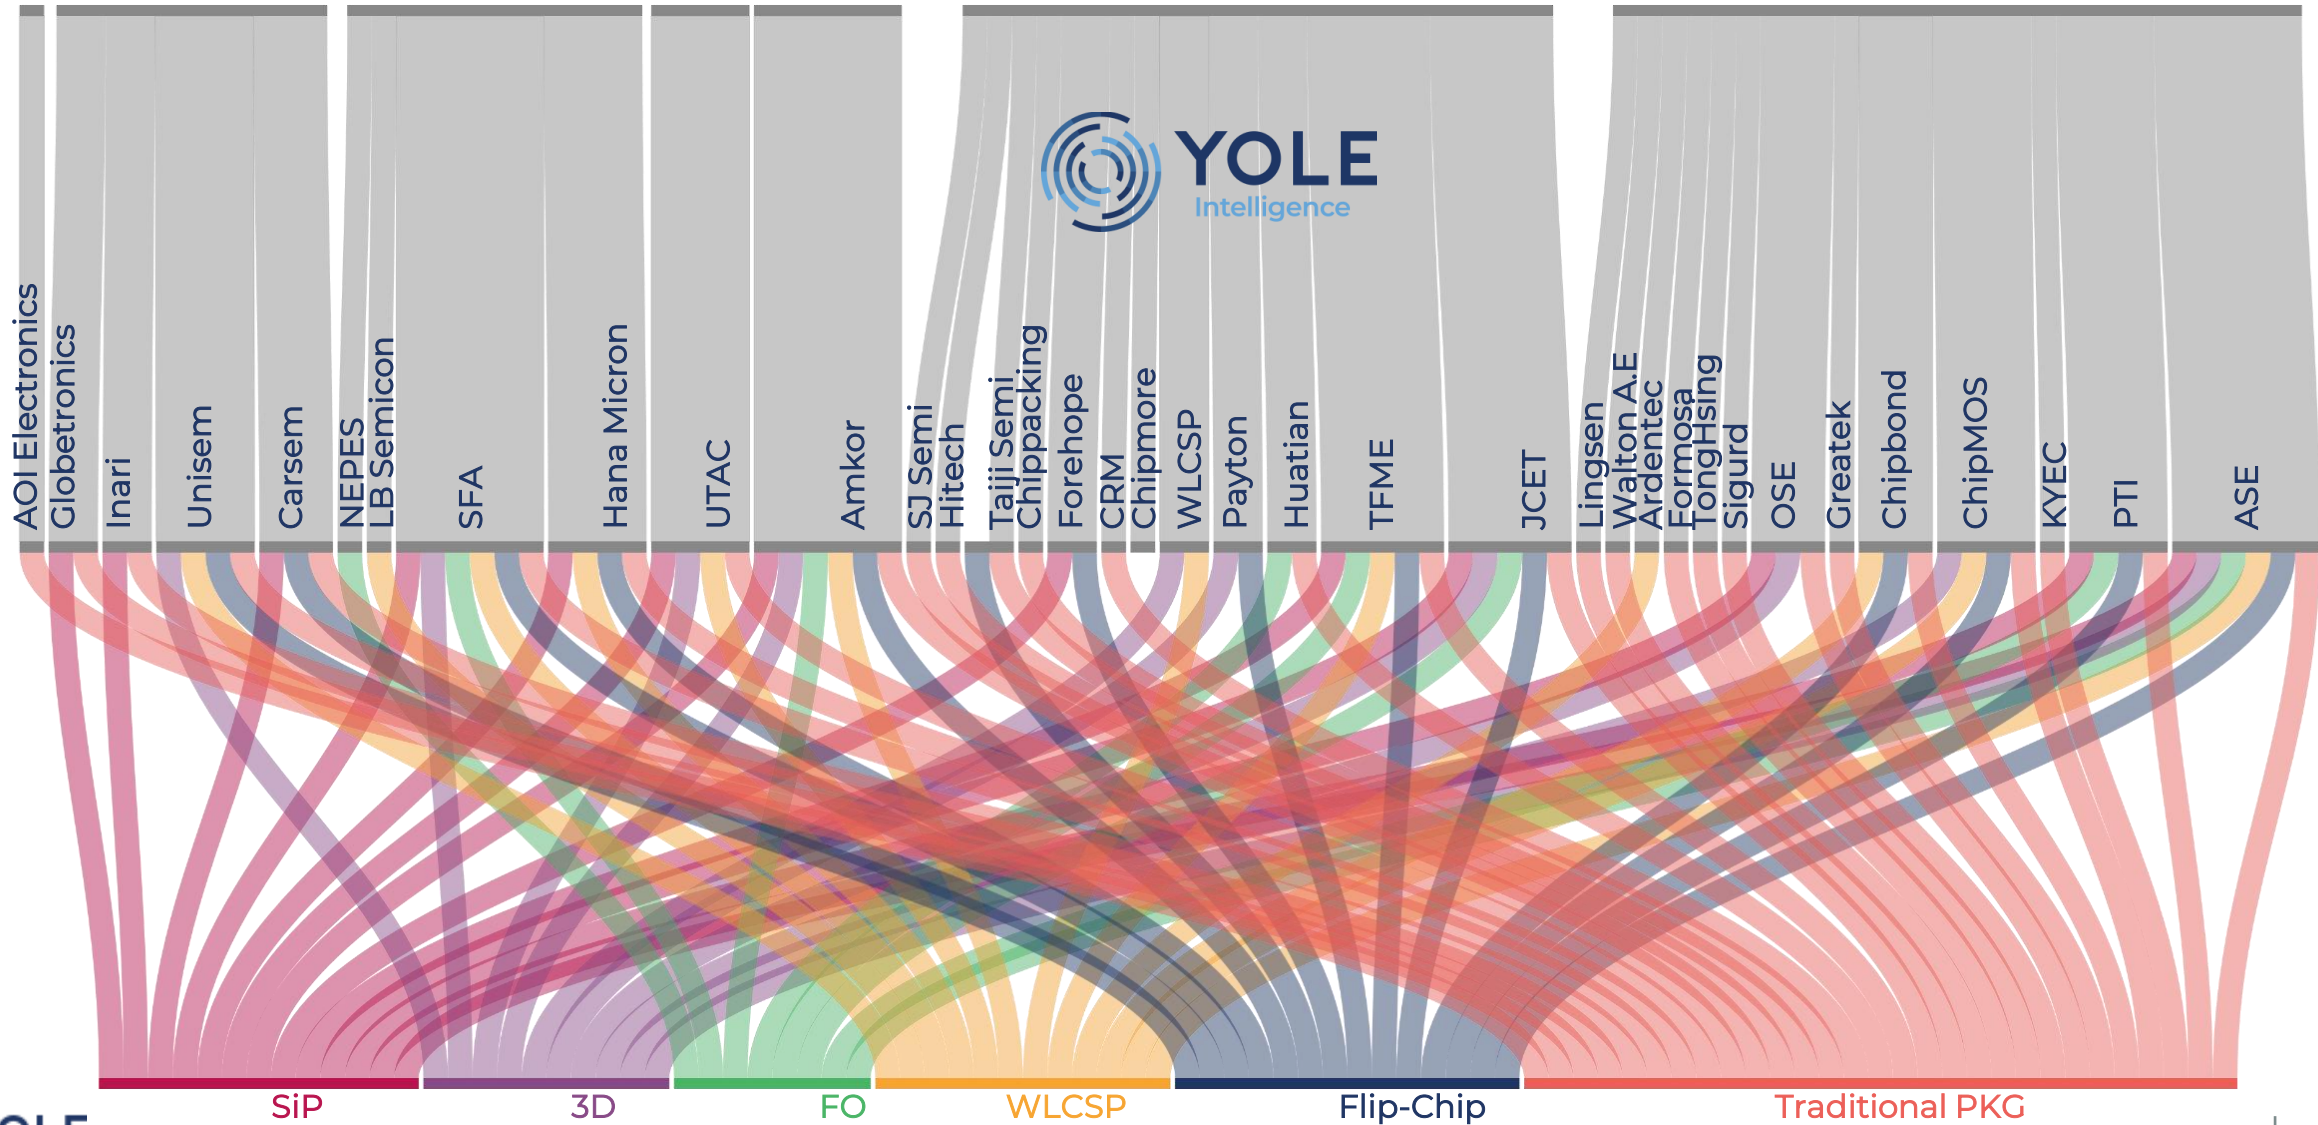 YOLE
Intelligence
AOI Electronics
Globetronics
Inari
Unisem
Carsem
NEPES
LB Semicon
SFA
Hana Micron
UTAC
Amkor
SJ Semi
Hitech
Taiji Semi
Chippacking
Forehope
CRM
Chipmore
WLCSP
Payton
Huatian
TFME
JCET
Lingsen
Walton A.E
Ardentec
Formosa
TongHsing
Sigurd
OSE
Greatek
Chipbond
ChipMOS
KYEC
PTI
ASE
SiP
3D
FO
WLCSP
Flip-Chip
Traditional PKG